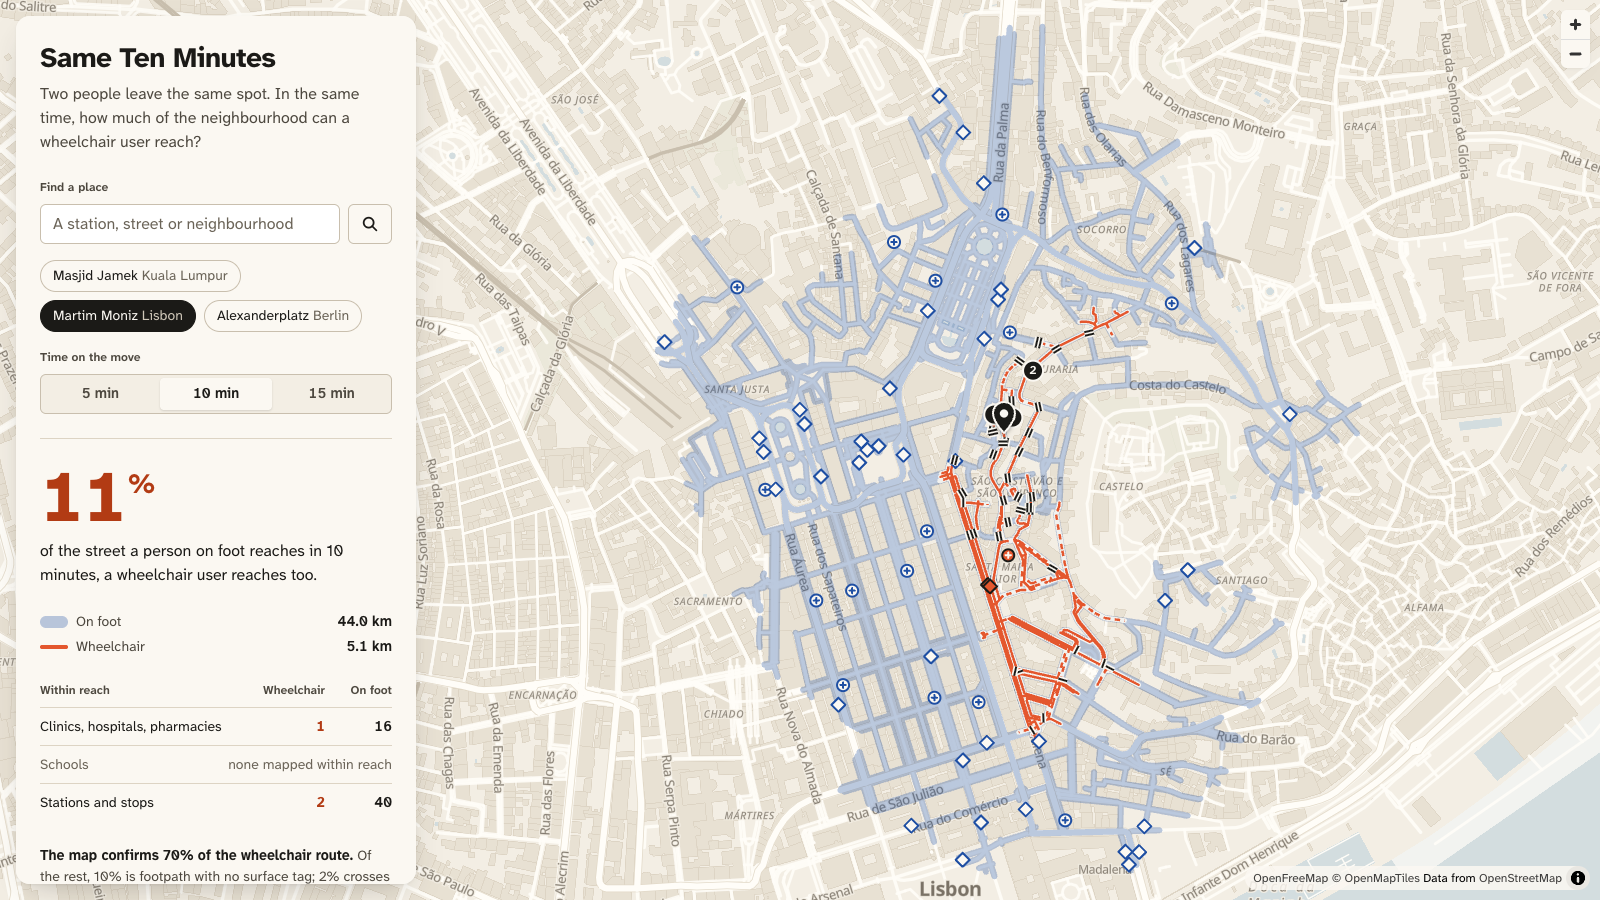 Same Ten Minutes
Two people leave the same spot. In the same
time, how much of the neighbourhood can a
wheelchair user reach?
Find a place
A station, street or neighbourhood
Masjid Jamek Kuala Lumpur
Martim Moniz Lisbon
Alexanderplatz Berlin
Time on the move
5 min
10 min
15 min
11%
of the street a person on foot reaches in 10
minutes, a wheelchair user reaches too.
On foot 44.0 km
Wheelchair 5.1 km
Within reach Wheelchair On foot
Clinics, hospitals, pharmacies 1 16
Schools none mapped within reach
Stations and stops 2 40
The map confirms 70% of the wheelchair route. Of
the rest, 10% is footpath with no surface tag; 2% crosses
do Salitre
SÃO JOSÉ
Avenida da Liberdade
Avenida da Liberdade
Rua da Glória
Rua das Taipas
Calçada da Glória
Calçada de Santana
Rua da Palma
Rua do Benformoso
Rua das Olarias
Rua Damasceno Monteiro
GRAÇA
Rua da Senhora da Glória
SOCORRO
Rua dos Lagares
SÃO VICENTE
DE FORA
Campo de
Costa do Castelo
2
SANTA JUSTA
CASTELO
Rua da Rosa
Rua Áurea
Rua dos Sapateiros
SACRAMENTO
SANTIAGO
ALFAMA
Rua dos Remédios
ENCARNAÇÃO
CHIADO
Rua das Chagas
Rua da Emenda
Rua das Flores
Rua Serpa Pinto
Rua Nova do Almada
MÁRTIRES
Rua de São Julião
Rua do Comércio
Rua do Barão
SÉ
Madalena
Infante Dom Henrique
São Paulo
Alecrim
Arsenal
Lisbon
OpenFreeMap © OpenMapTiles Data from OpenStreetMap